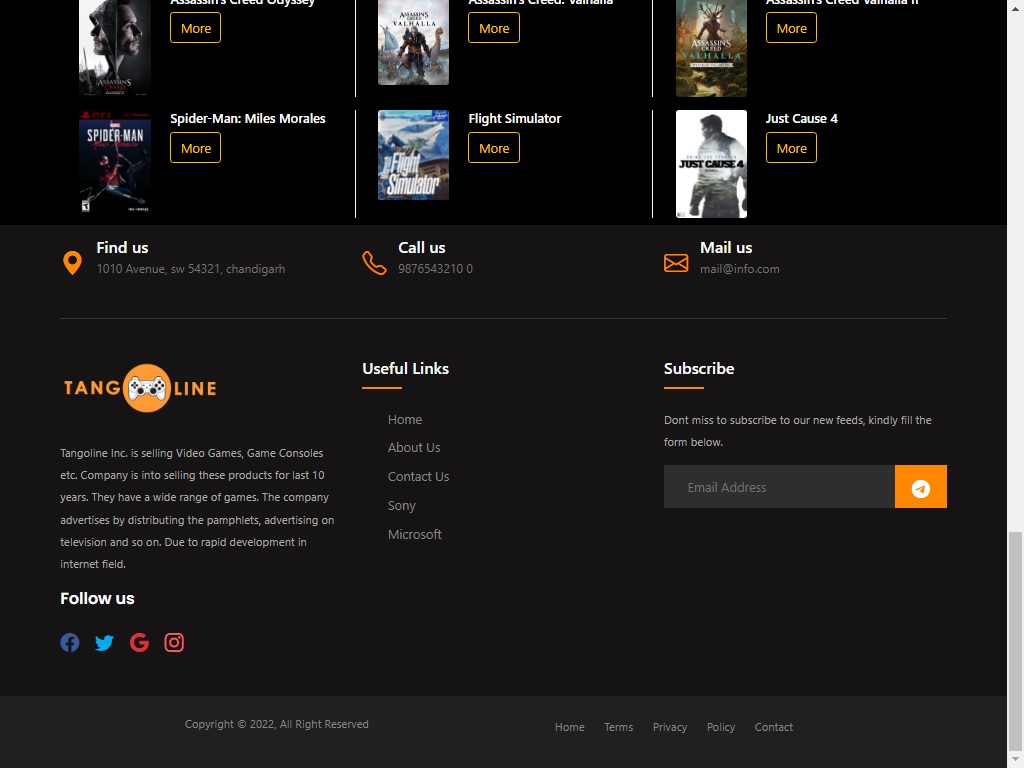 Assassin's Creed Odyssey
More
Assassin's Creed: Valhalla
More
Assassin's Creed Valhalla II
More
ASSASSIN'S
CREED
ASSASSIN'S
CREED
VALHALLA
ASSASSIN'S
CREED
VALHALLA
Spider-Man: Miles Morales
More
Flight Simulator
More
Just Cause 4
More
MARVEL
SPIDER-MAN
MILES MORALES
Flight
Simulator
JUST CAUSE 4
Find us
1010 Avenue, sw 54321, chandigarh
Call us
9876543210 0
Mail us
mail@info.com
TANG LINE
Tangoline Inc. is selling Video Games, Game Consoles
etc. Company is into selling these products for last 10
years. They have a wide range of games. The company
advertises by distributing the pamphlets, advertising on
television and so on. Due to rapid development in
internet field.
Follow us
Useful Links
Home
About Us
Contact Us
Sony
Microsoft
Subscribe
Dont miss to subscribe to our new feeds, kindly fill the
form below.
Email Address
Copyright © 2022, All Right Reserved
Home Terms Privacy Policy Contact